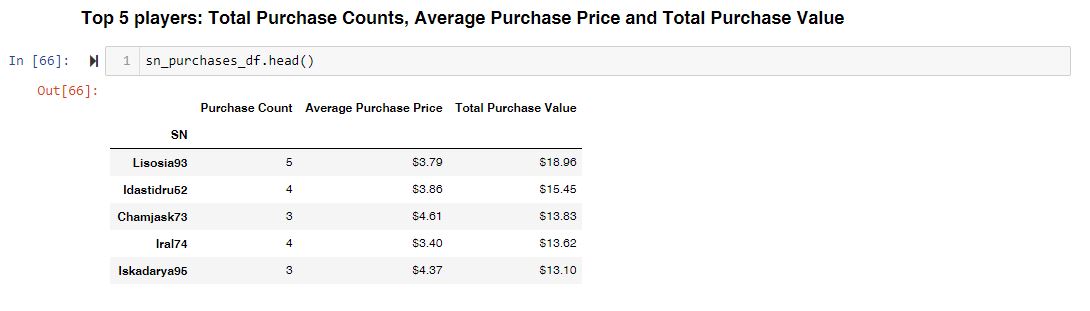 Top 5 players: Total Purchase Counts, Average Purchase Price and Total Purchase Value
In [66]: 1 sn_purchases_df.head()
Out[66]:
Purchase Count Average Purchase Price Total Purchase Value
SN
Lisosia93 5 $3.79 $18.96
Idastidru52 4 $3.86 $15.45
Chamjask73 3 $4.61 $13.83
Iral74 4 $3.40 $13.62
Iskadarya95 3 $4.37 $13.10